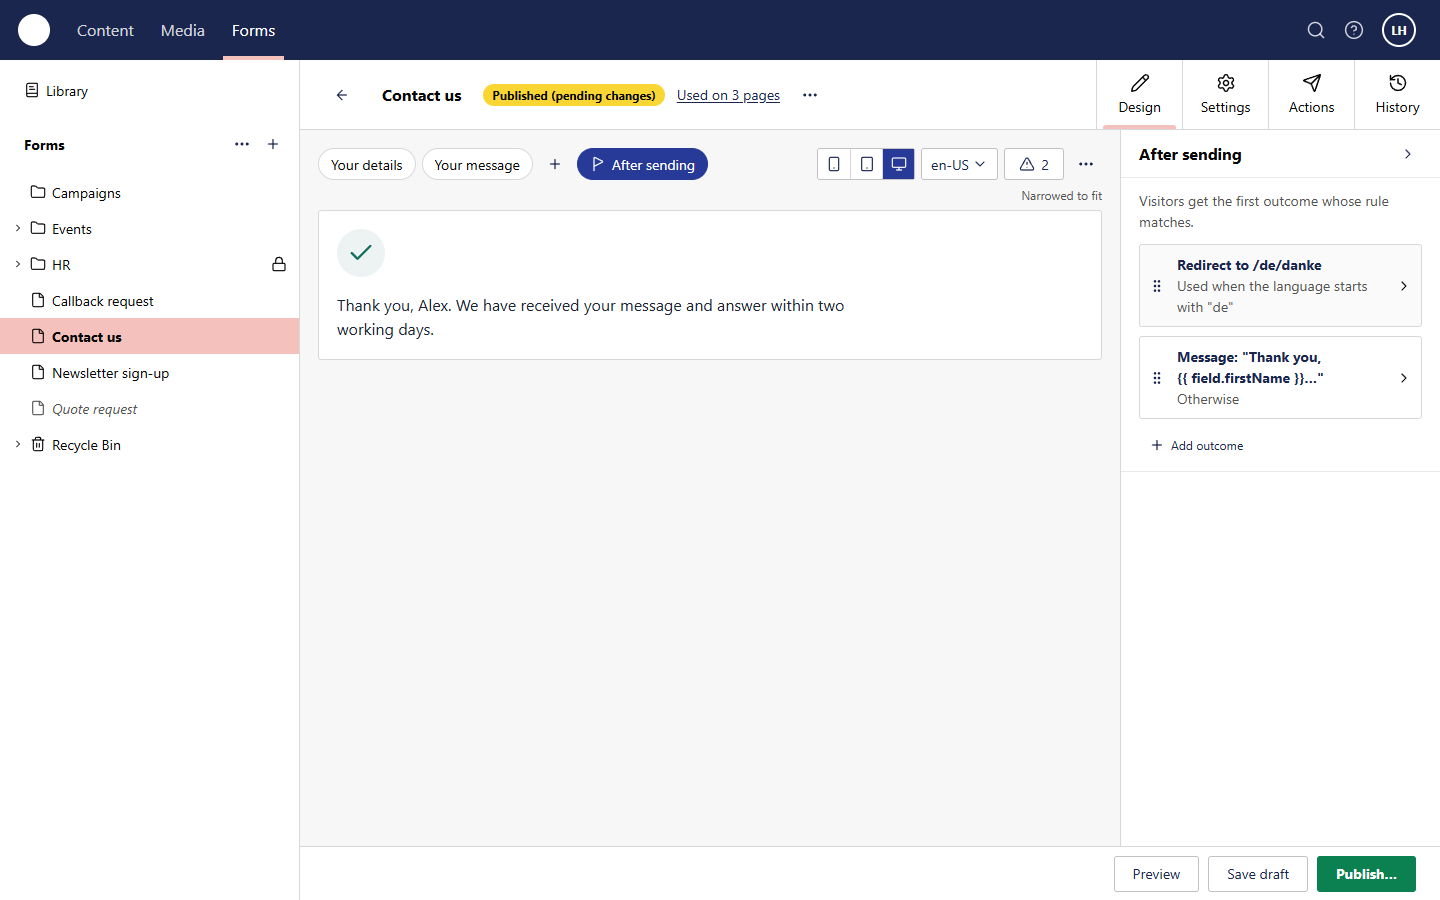 Content Media Forms LH
Library
Forms
Campaigns
Events
HR
Callback request
Contact us
Newsletter sign-up
Quote request
Recycle Bin
Contact us Published (pending changes) Used on 3 pages
Design Settings Actions History
Your details Your message After sending en-US 2
Narrowed to fit
Thank you, Alex. We have received your message and answer within two
working days.
After sending
Visitors get the first outcome whose rule
matches.
Redirect to /de/danke
Used when the language starts
with "de"
Message: "Thank you,
{{ field.firstName }}..."
Otherwise
Add outcome
Preview Save draft Publish...